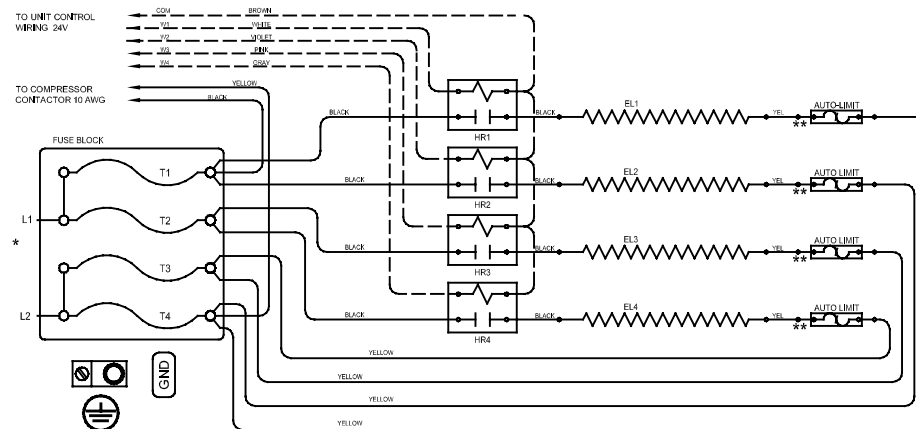 COM BROWN
TO UNIT CONTROL
WIRING 24V
W1 WHITE
W2 VIOLET
W3 PINK
W4 GRAY
YELLOW
TO COMPRESSOR
CONTACTOR 10 AWG
BLACK
BLACK HR1 BLACK EL1 YEL ** AUTO-LIMIT
FUSE BLOCK
T1 BLACK HR2 BLACK EL2 YEL ** AUTO LIMIT
L1 T2
*
BLACK HR3 BLACK EL3 YEL ** AUTO LIMIT
T3
L2 T4 BLACK HR4 BLACK EL4 YEL ** AUTO LIMIT
YELLOW
GND
YELLOW
YELLOW
YELLOW